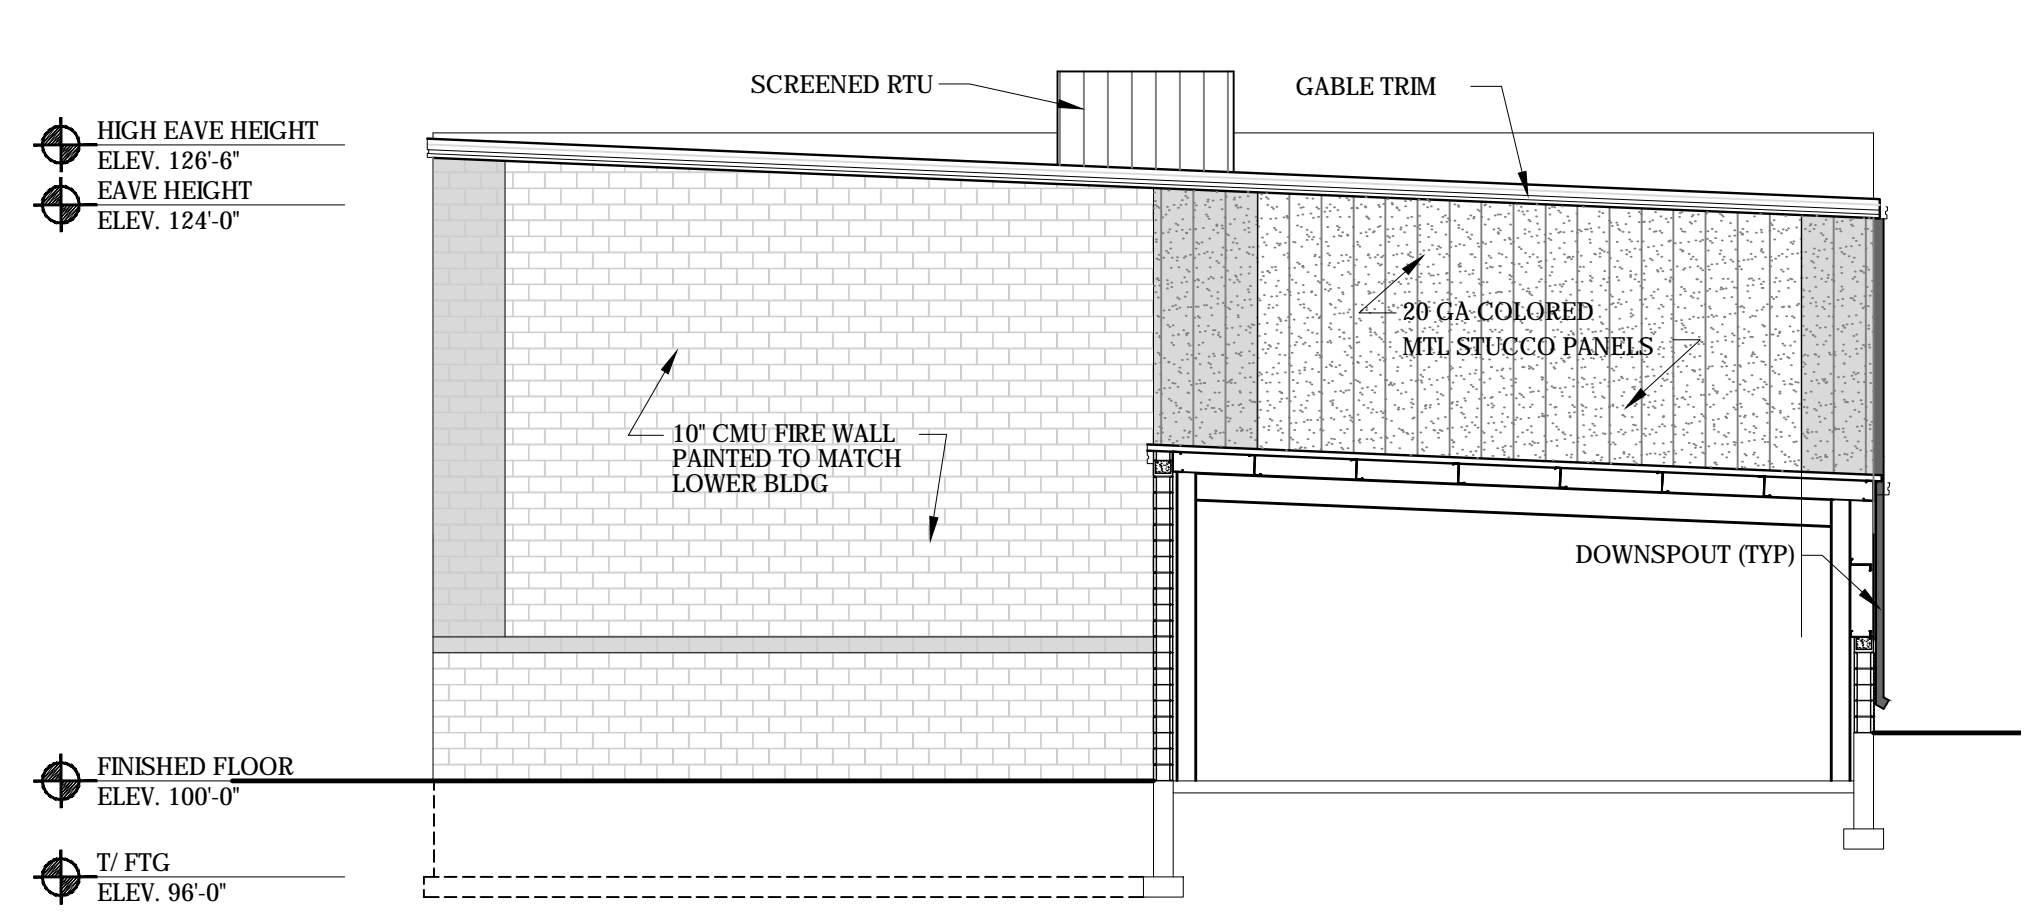 SCREENED RTU
GABLE TRIM
HIGH EAVE HEIGHT
ELEV. 126'-6"
EAVE HEIGHT
ELEV. 124'-0"
20 GA COLORED
MTL STUCCO PANELS
10" CMU FIRE WALL
PAINTED TO MATCH
LOWER BLDG
DOWNSPOUT (TYP)
FINISHED FLOOR
ELEV. 100'-0"
T/ FTG
ELEV. 96'-0"